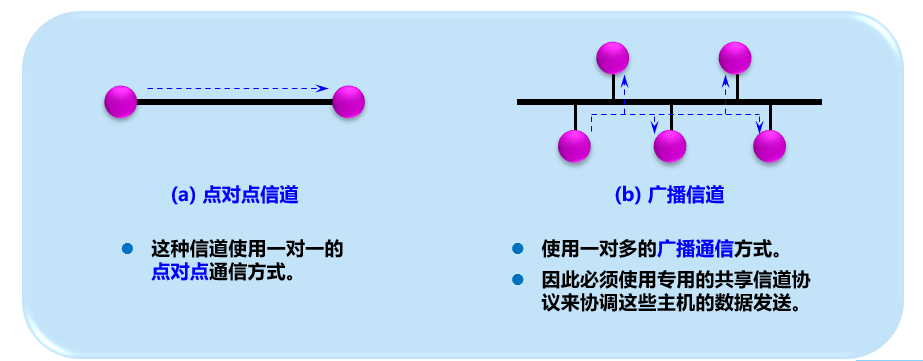 (a) 点对点信道
这种信道使用一对一的
点对点通信方式。
(b) 广播信道
使用一对多的广播通信方式。
因此必须使用专用的共享信道协
议来协调这些主机的数据发送。